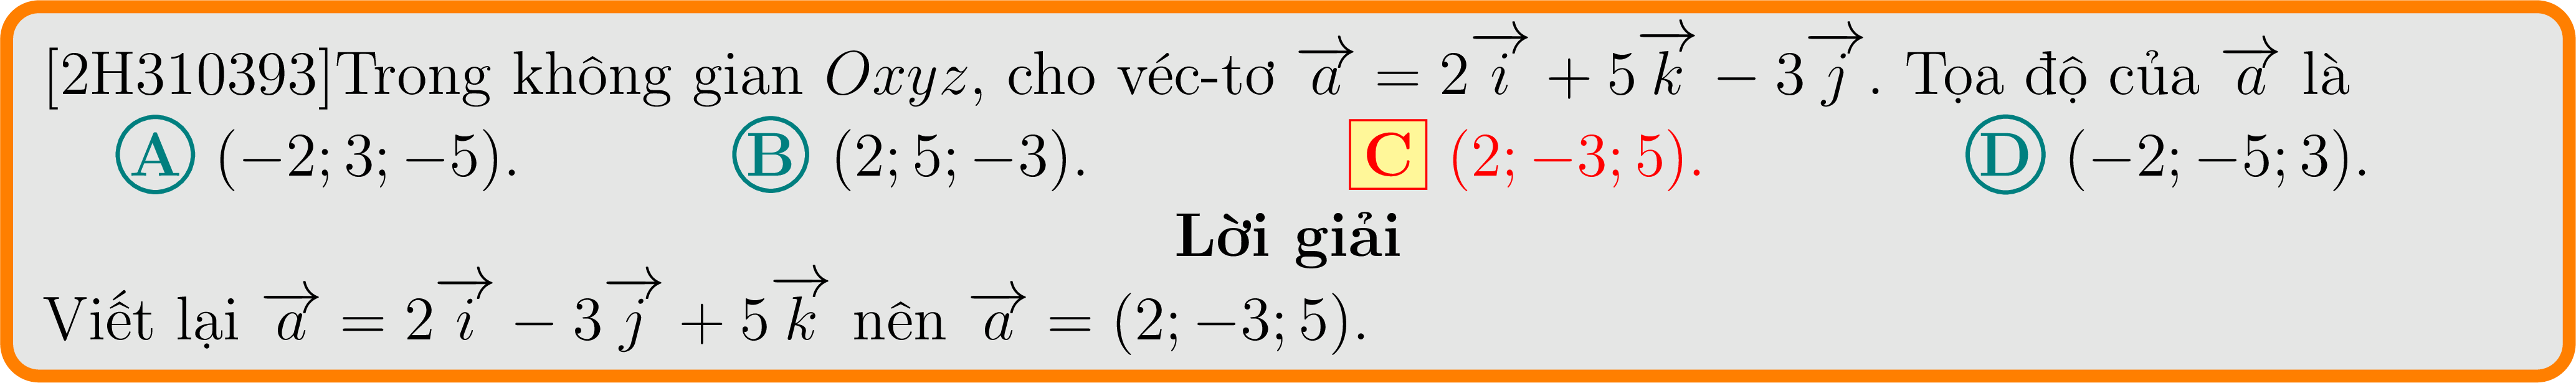 [2H310393]Trong không gian Oxyz, cho véc-tơ $\overrightarrow{a} = 2\overrightarrow{i} + 5\overrightarrow{k} - 3\overrightarrow{j}$. Tọa độ của $\overrightarrow{a}$ là
A (−2; 3; −5). B (2; 5; −3). C (2; −3; 5). D (−2; −5; 3).
Lời giải
Viết lại $\overrightarrow{a} = 2\overrightarrow{i} - 3\overrightarrow{j} + 5\overrightarrow{k}$ nên $\overrightarrow{a} = (2; -3; 5)$.